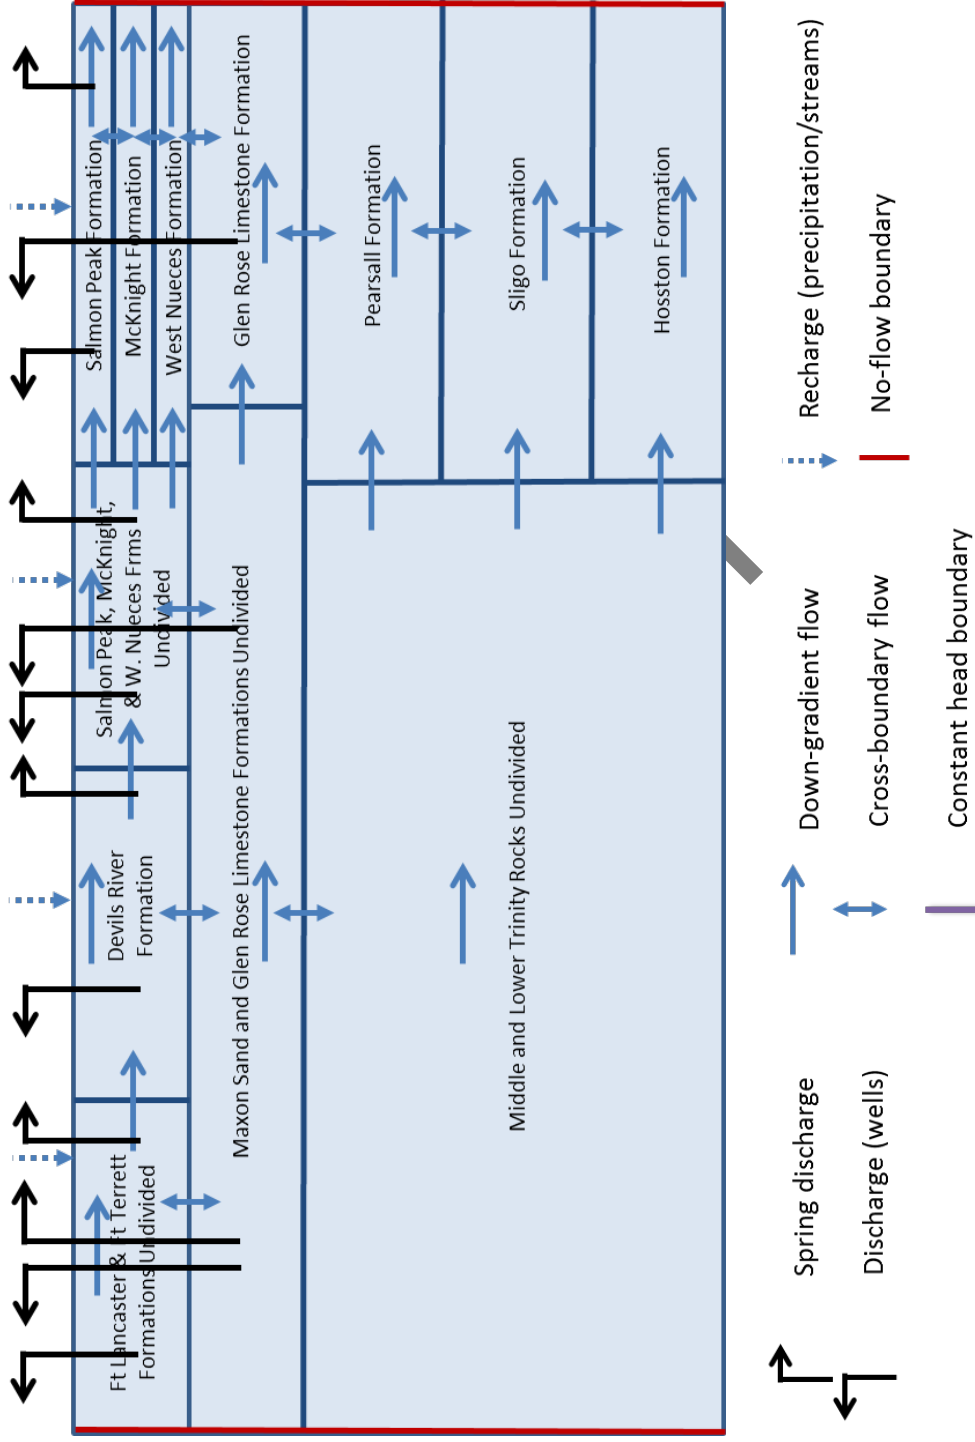 Ft Lancaster & Ft Terrett
Formations Undivided
Devils River
Formation
Salmon Peak, McKnight,
& W. Nueces Frms
Undivided
Salmon Peak Formation
McKnight Formation
West Nueces Formation
Maxon Sand and Glen Rose Limestone Formations Undivided
Glen Rose Limestone Formation
Middle and Lower Trinity Rocks Undivided
Pearsall Formation
Sligo Formation
Hosston Formation
Spring discharge
Discharge (wells)
Down-gradient flow
Cross-boundary flow
Constant head boundary
Recharge (precipitation/streams)
No-flow boundary